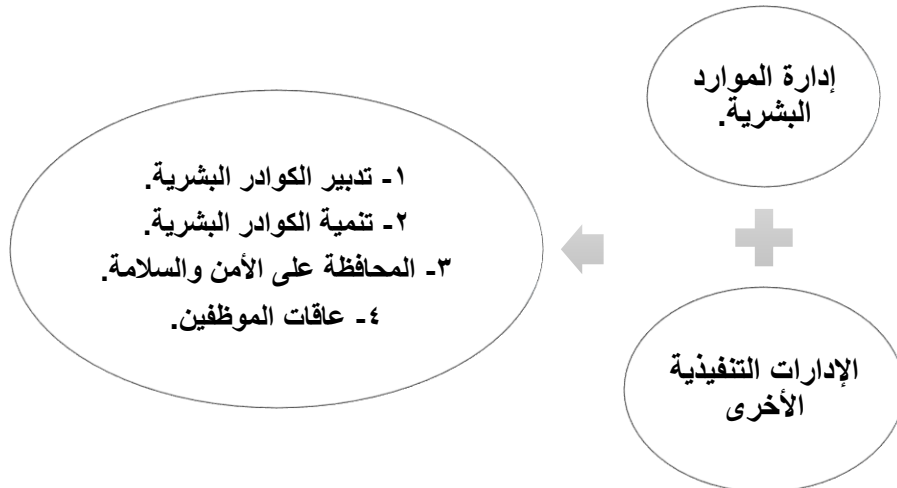 إدارة الموارد
البشرية.
الإدارات التنفيذية
الأخرى
١- تدبير الكوادر البشرية.
٢- تنمية الكوادر البشرية.
٣- المحافظة على الأمن والسلامة.
٤- عاقات الموظفين.